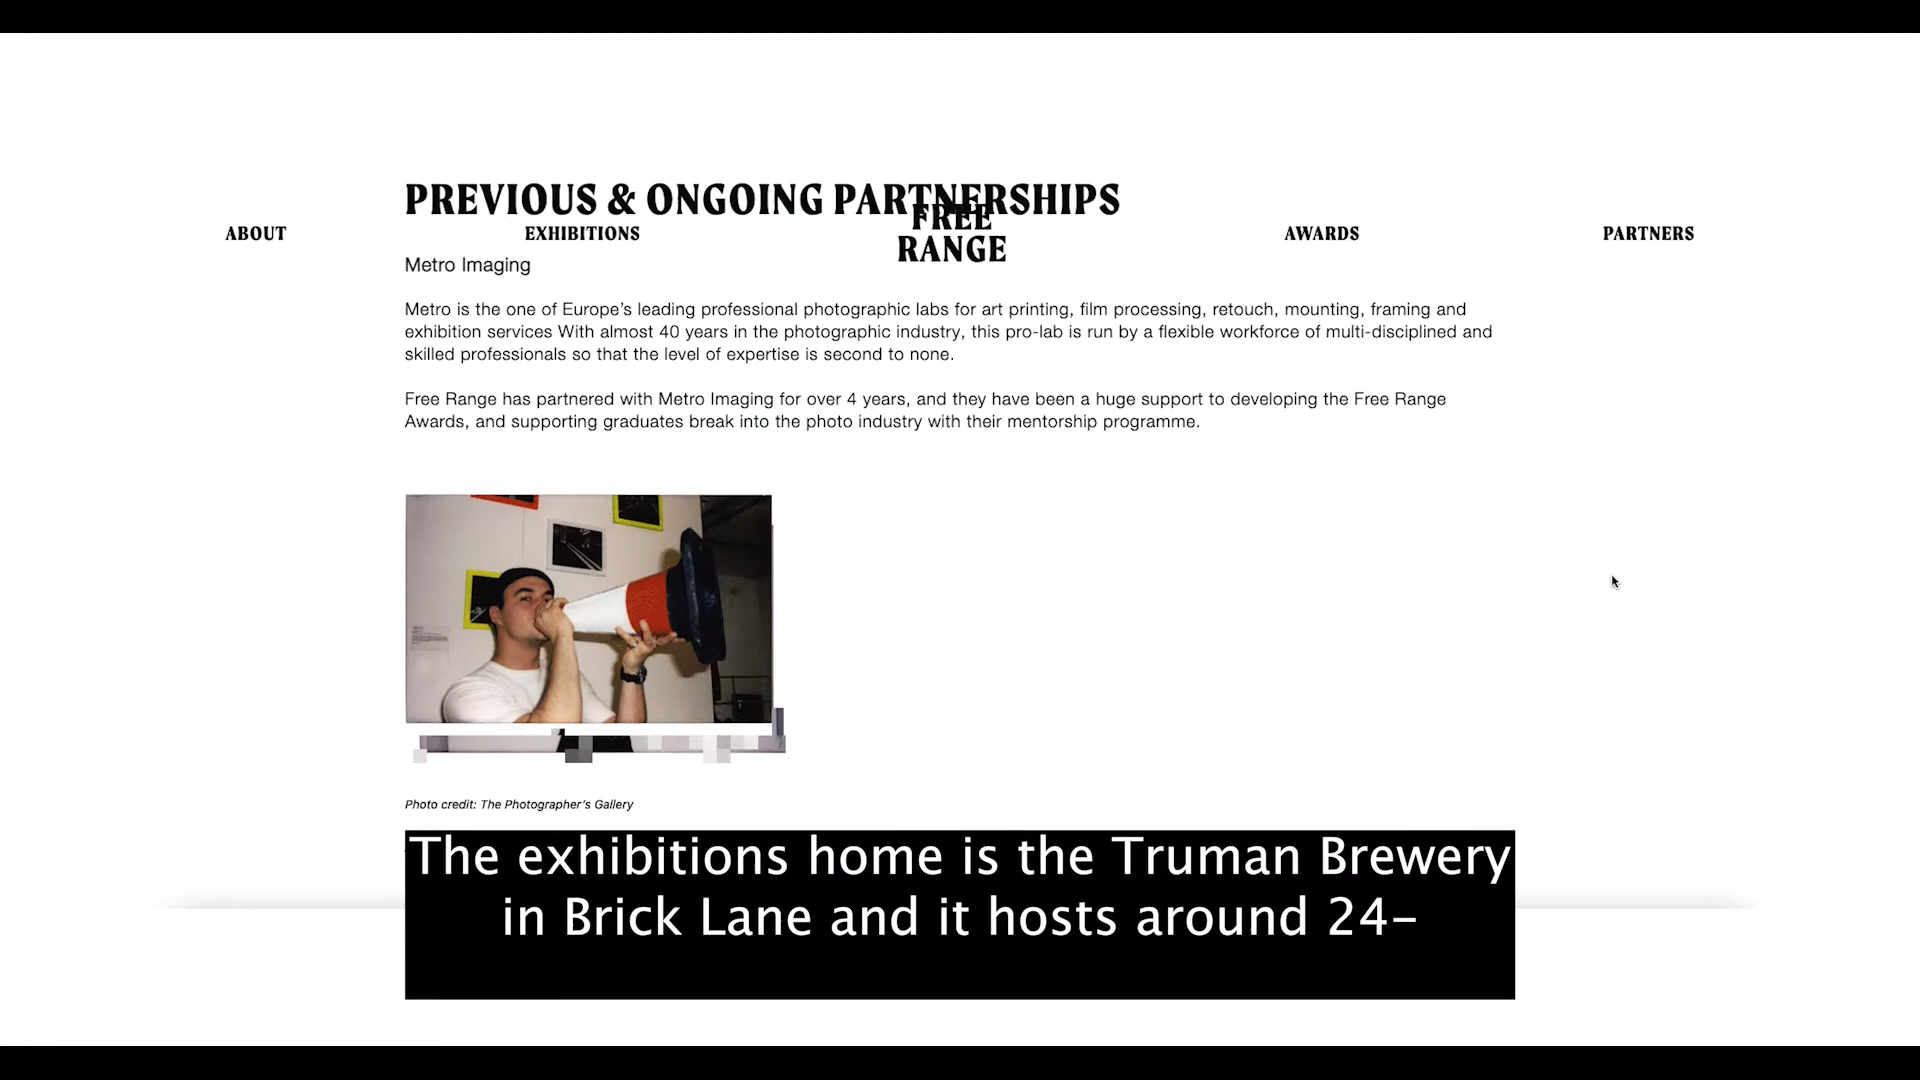 PREVIOUS & ONGOING PARTNERSHIPS
FREE
RANGE
ABOUT
EXHIBITIONS
AWARDS
PARTNERS
Metro Imaging
Metro is the one of Europe's leading professional photographic labs for art printing, film processing, retouch, mounting, framing and
exhibition services With almost 40 years in the photographic industry, this pro-lab is run by a flexible workforce of multi-disciplined and
skilled professionals so that the level of expertise is second to none.
Free Range has partnered with Metro Imaging for over 4 years, and they have been a huge support to developing the Free Range
Awards, and supporting graduates break into the photo industry with their mentorship programme.
Photo credit: The Photographer's Gallery
The exhibitions home is the Truman Brewery
in Brick Lane and it hosts around 24-